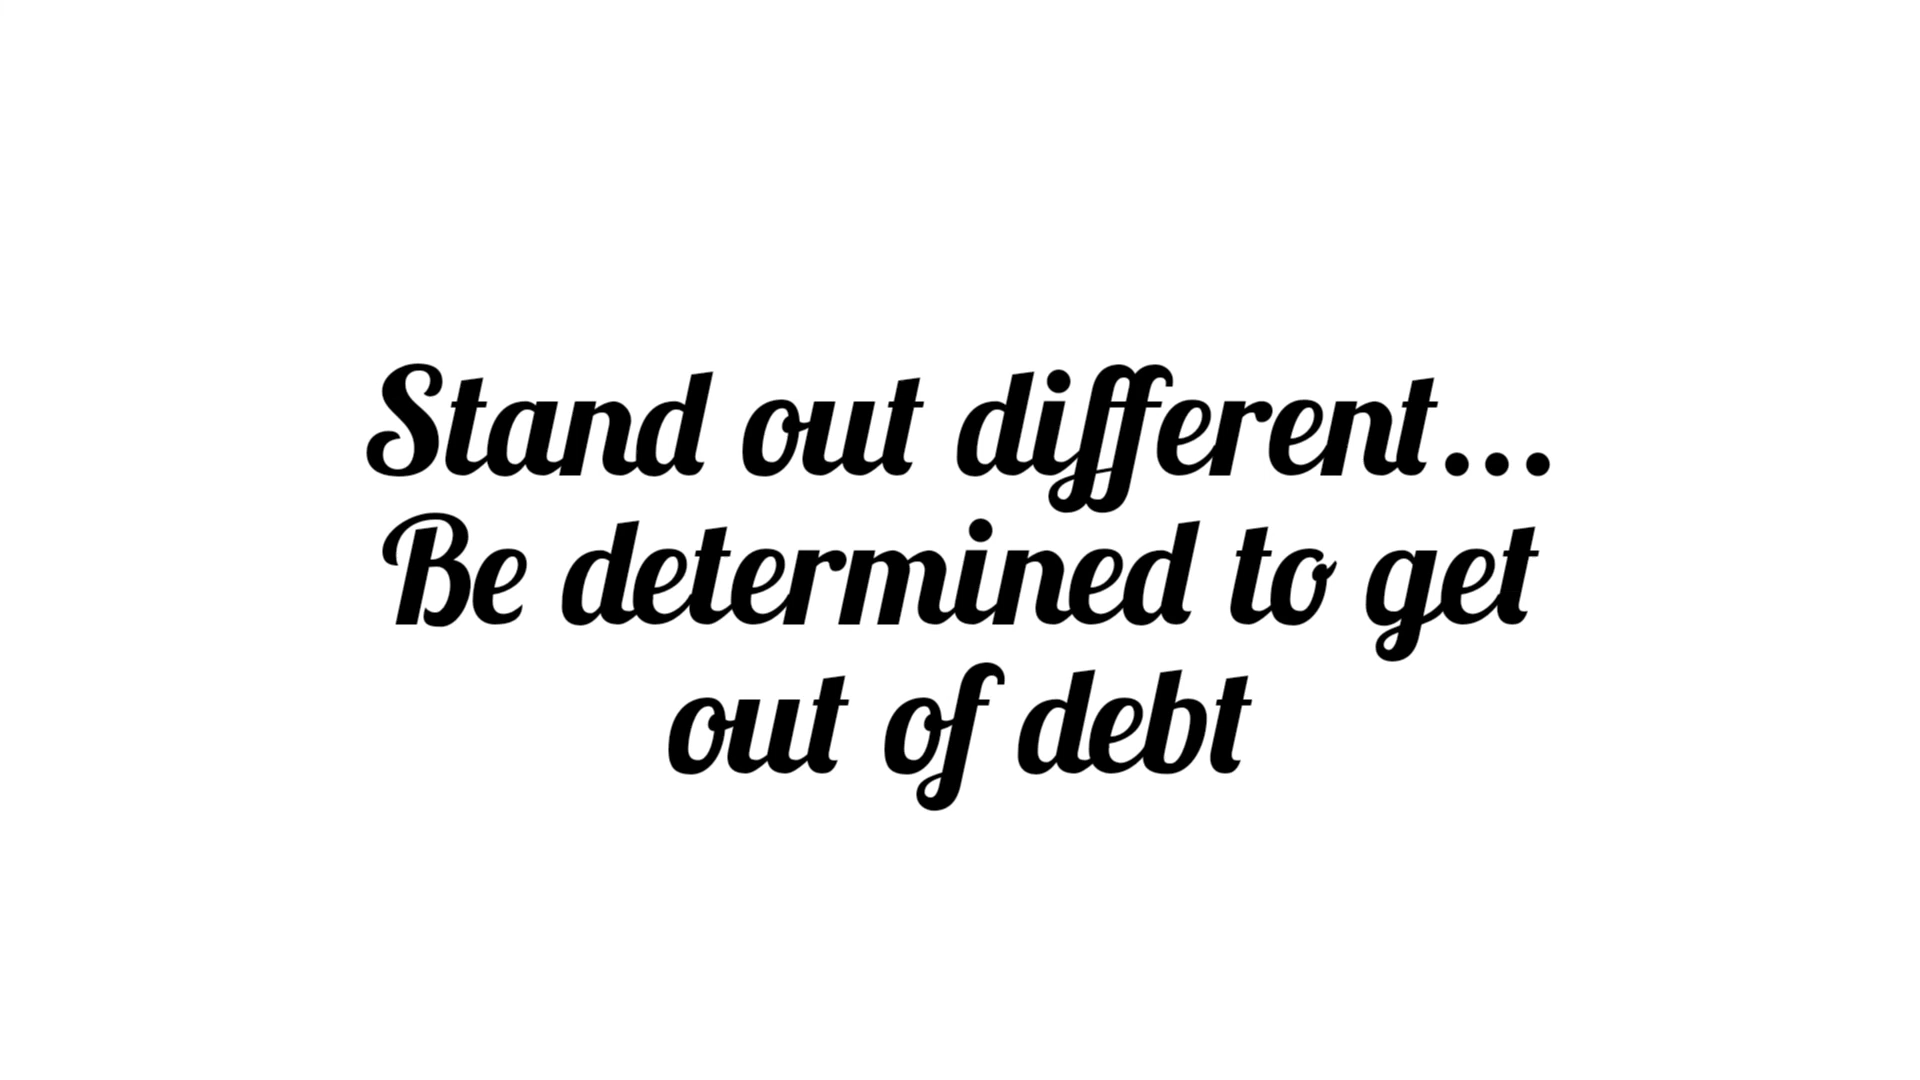 Stand out different...
Be determined to get
out of debt